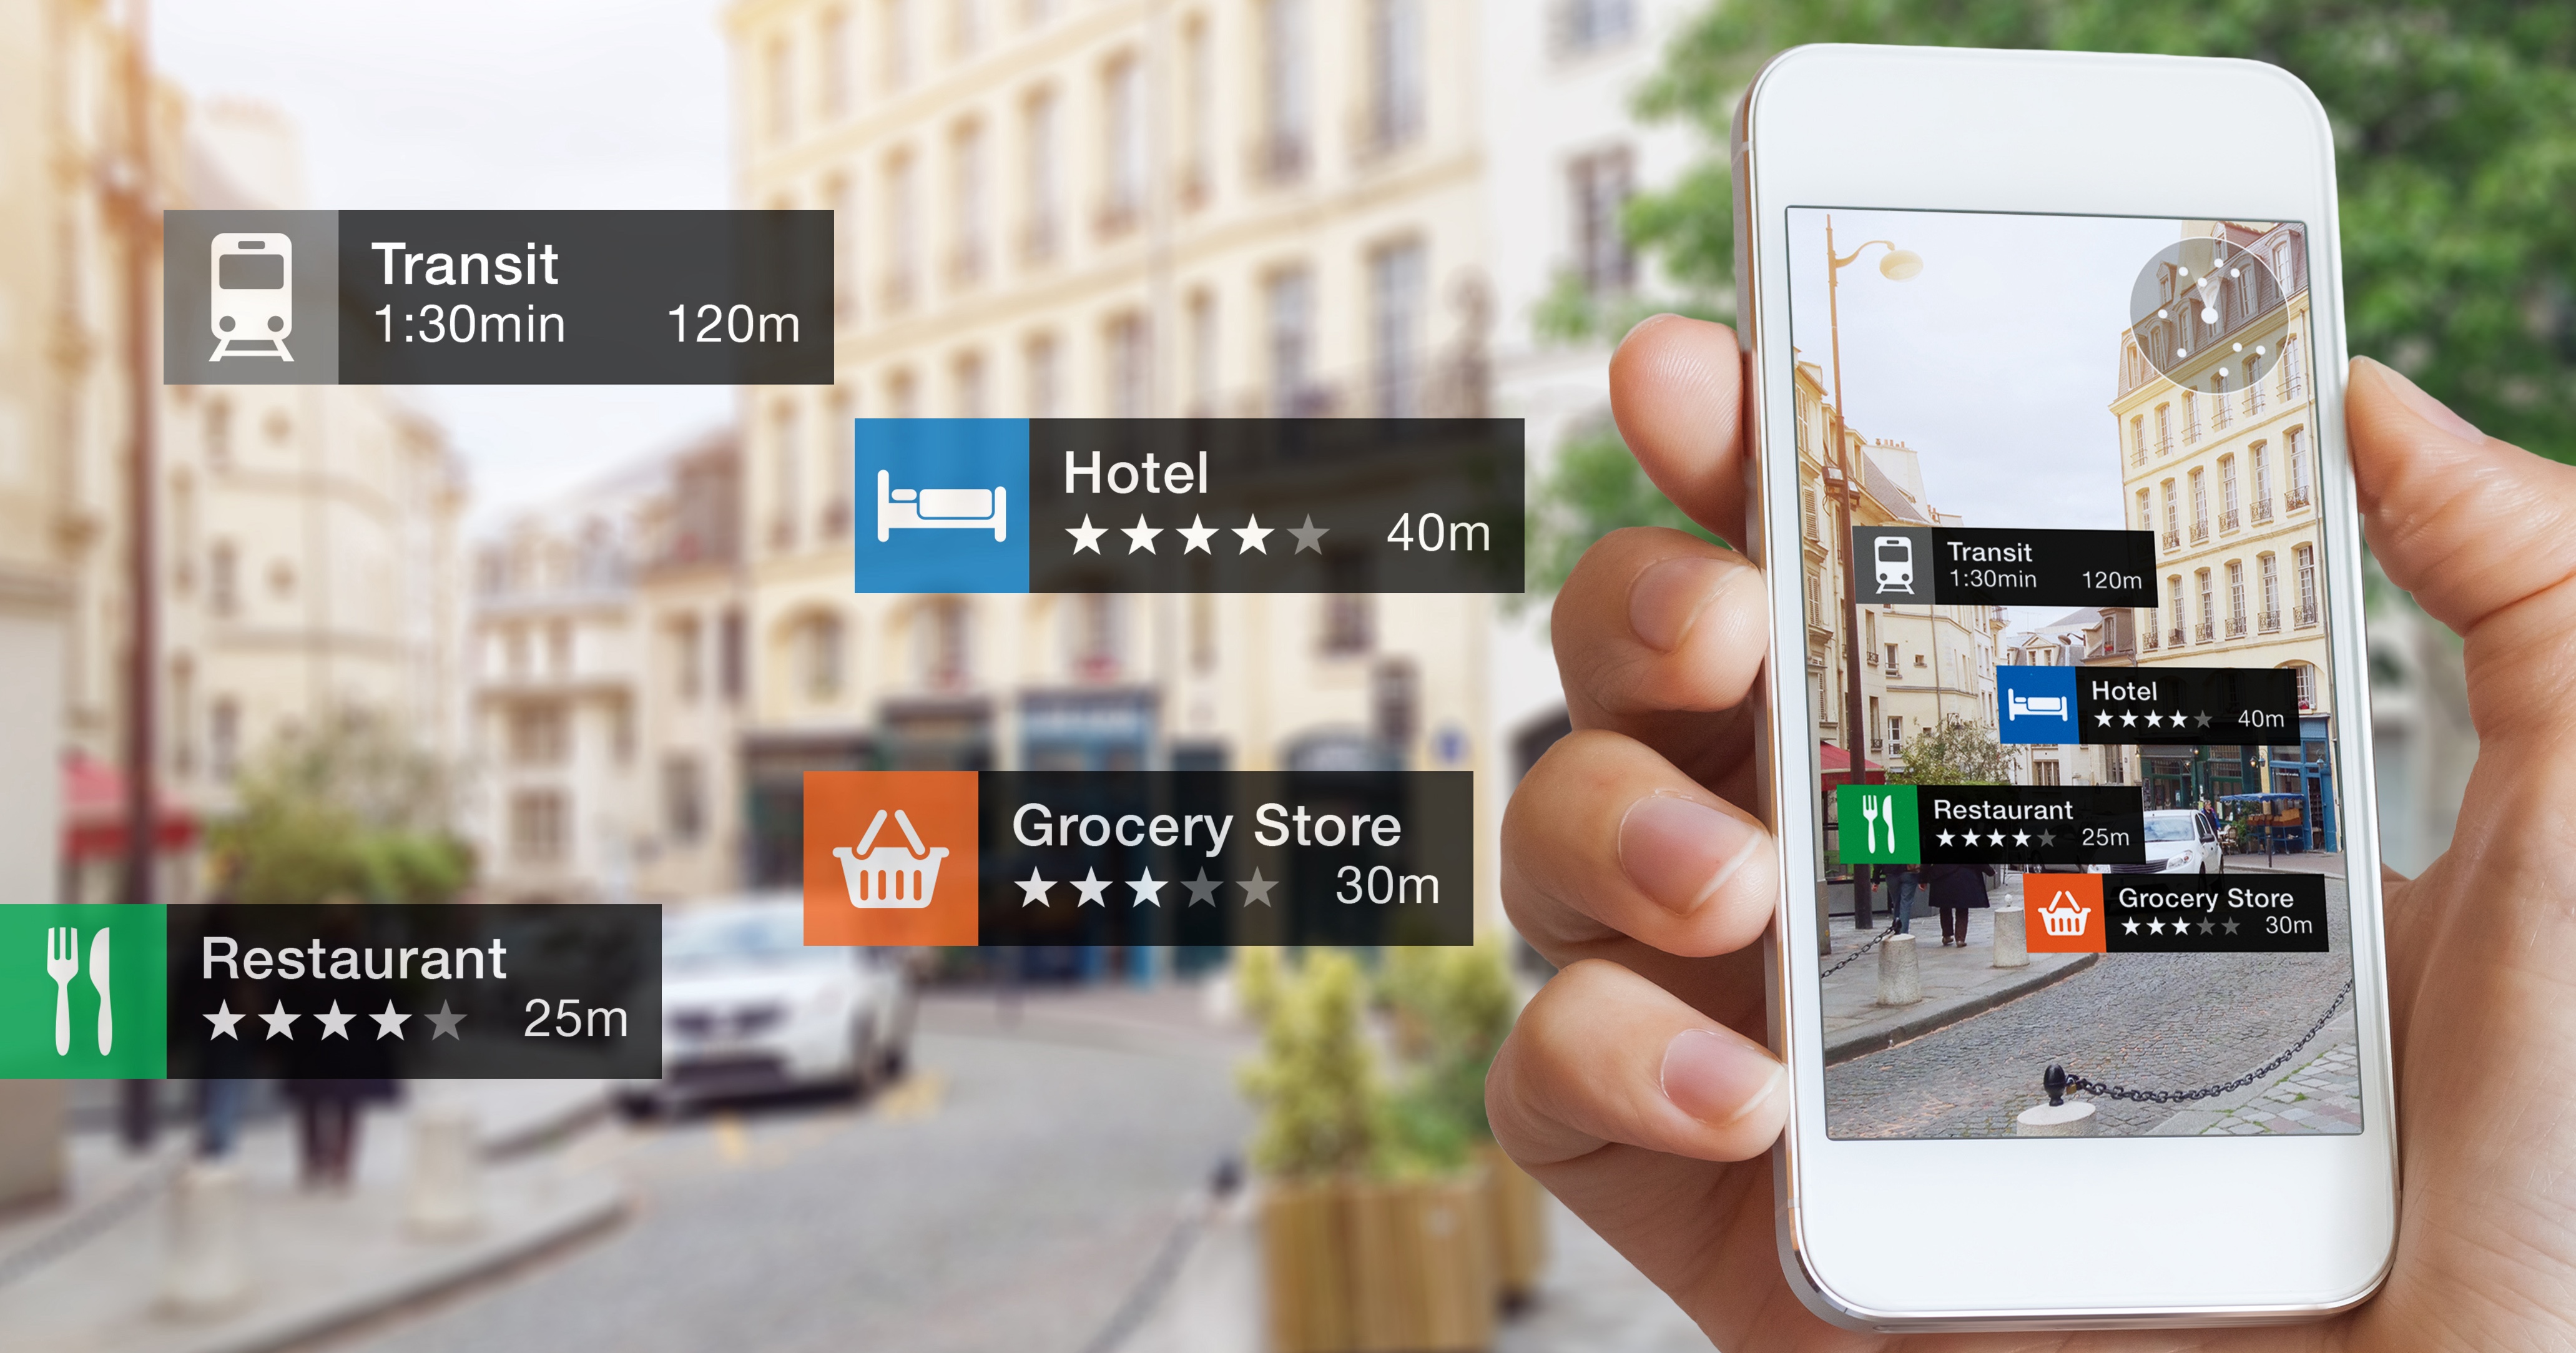 Transit
1:30min 120m
Hotel
40m
Grocery Store
30m
Restaurant
25m
Transit
1:30min 120m
Hotel
40m
Restaurant
25m
Grocery Store
30m